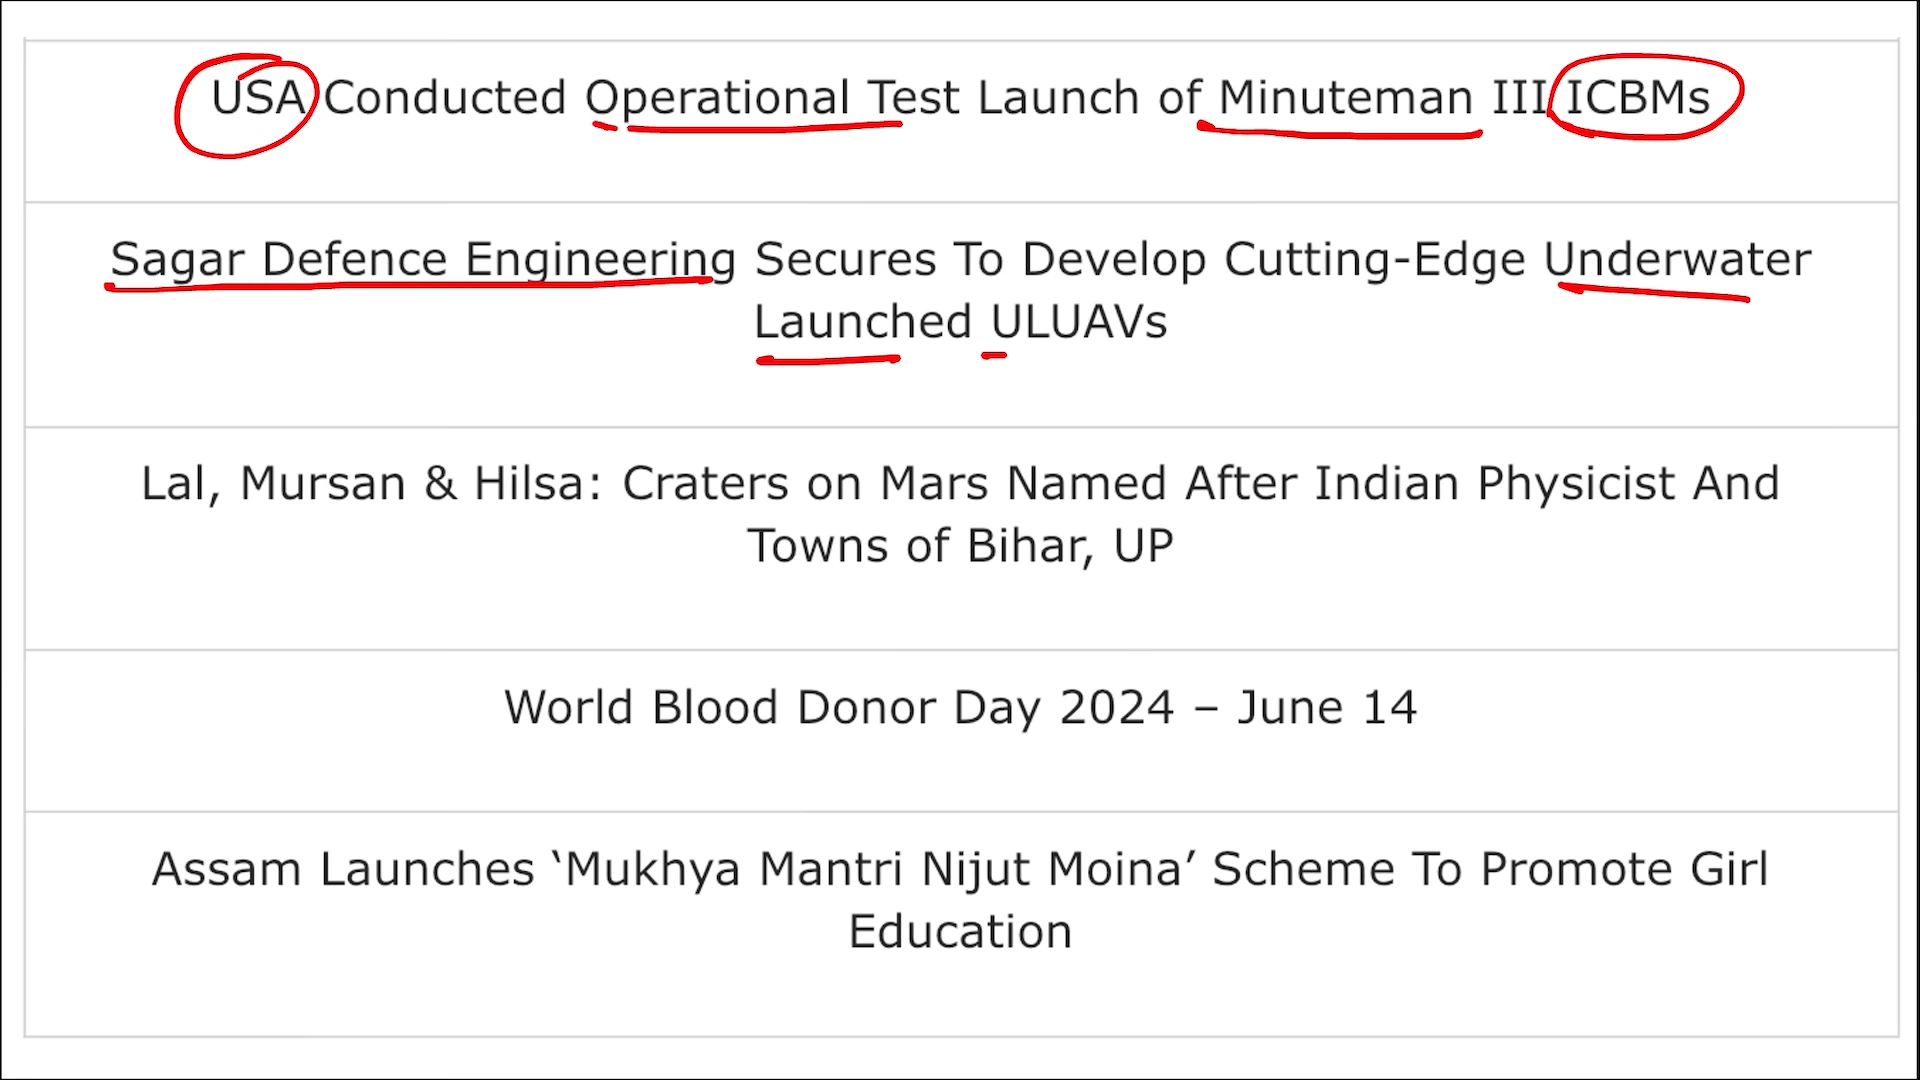 USA Conducted Operational Test Launch of Minuteman III ICBMs
Sagar Defence Engineering Secures To Develop Cutting-Edge Underwater
Launched ULUAVs
Lal, Mursan & Hilsa: Craters on Mars Named After Indian Physicist And
Towns of Bihar, UP
World Blood Donor Day 2024 – June 14
Assam Launches ‘Mukhya Mantri Nijut Moina’ Scheme To Promote Girl
Education